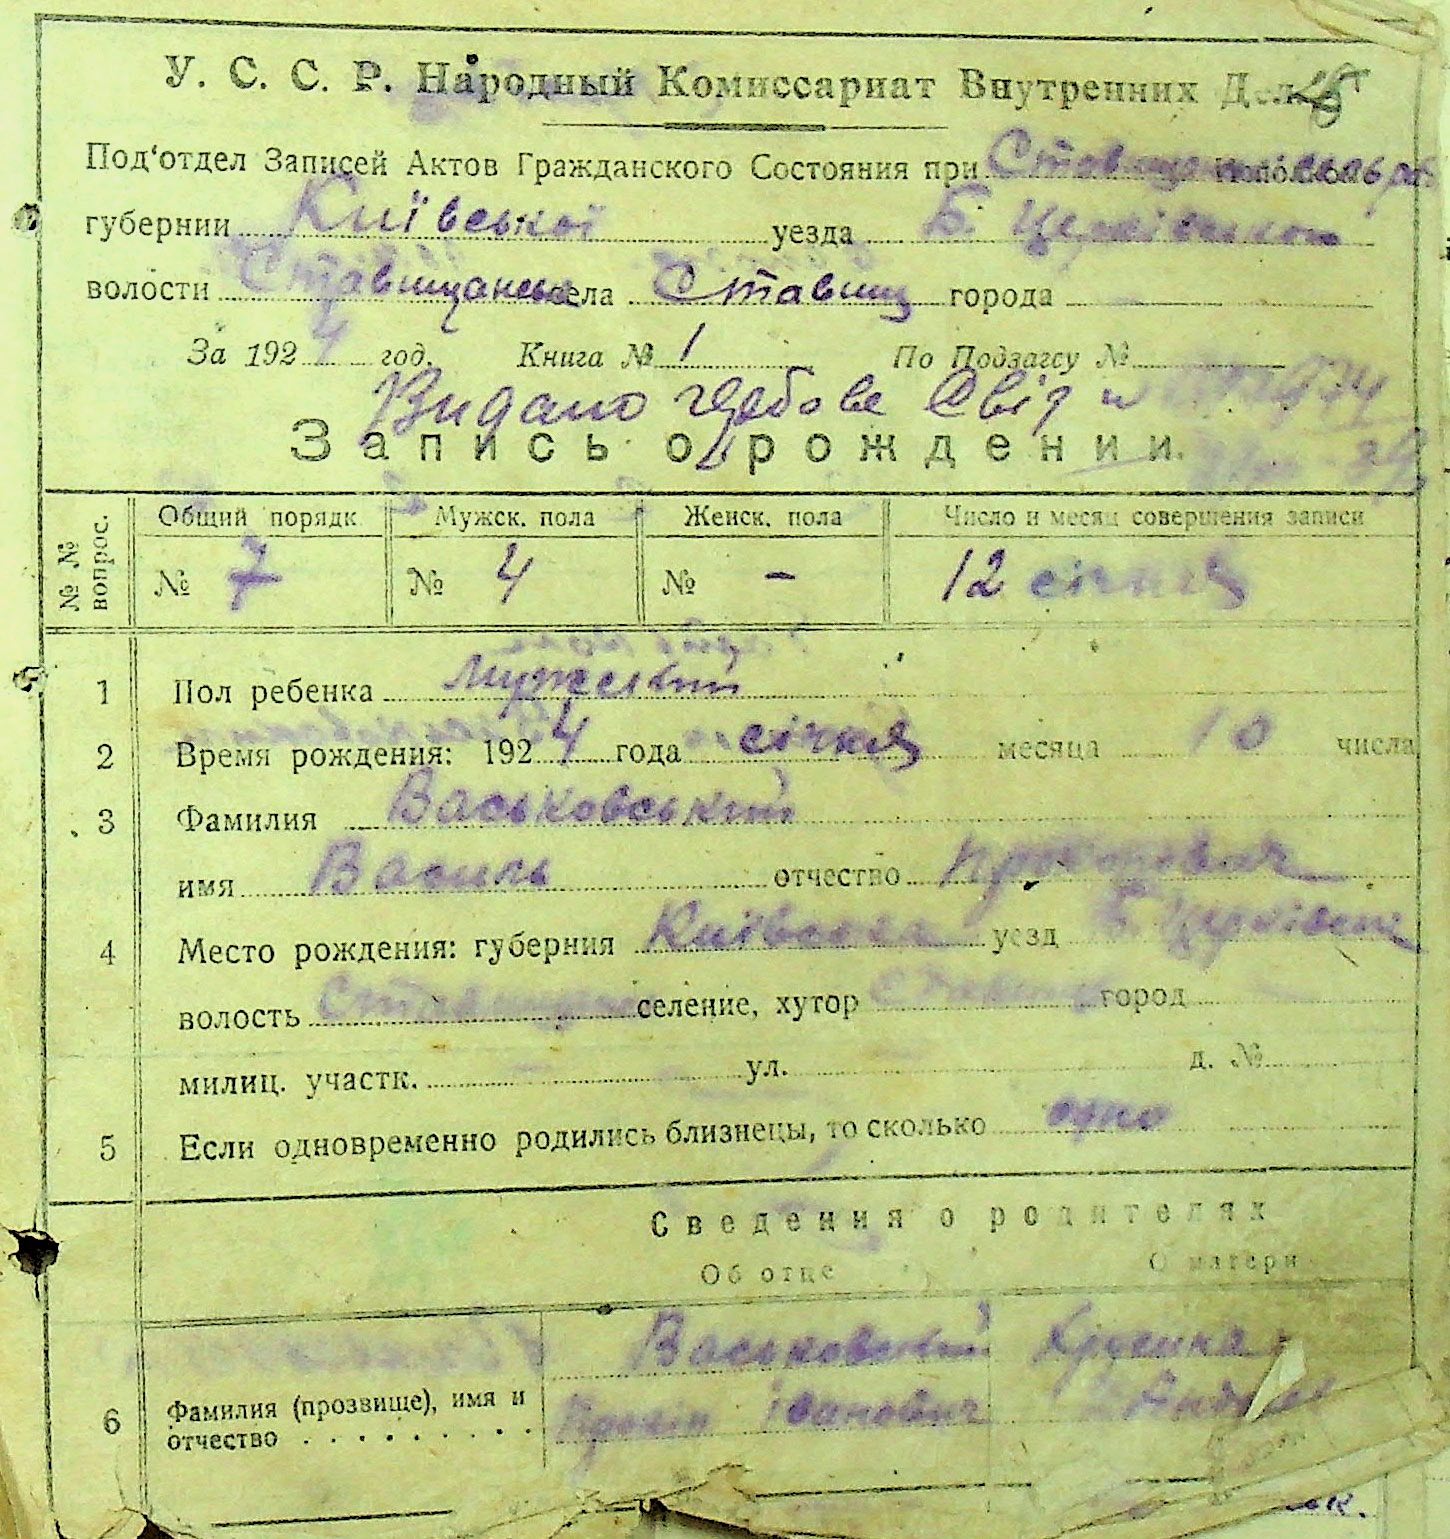 У. С. С. Р. Народный Комиссариат Внутренних Дел
Под'отдел Записей Актов Гражданского Состояния при
губернии Київської уезда Б. Церківського
волости Ставищанськ села Ставищ города
За 1924 год. Книга № 1 По Подзагсу №
Видано
Запись о рождении.
№ № вопрос. Общий порядк Мужск. пола Женск. пола Число и месяц совершения записи
№ 7 № 4 № - 12 січня
1 Пол ребенка Мужеський
2 Время рождения: 1924 года січня месяца 10 числа
3 Фамилия Васьковський
имя Василь отчество
4 Место рождения: губерния Київська уезд Б. Церківськ
волость селение, хутор город
милиц. участк. ул. д. №
5 Если одновременно родились близнецы, то сколько одно
Сведения о родителях
Об отце О матери
Васьковський
6 Фамилия (прозвище), имя и
отчество Іванович